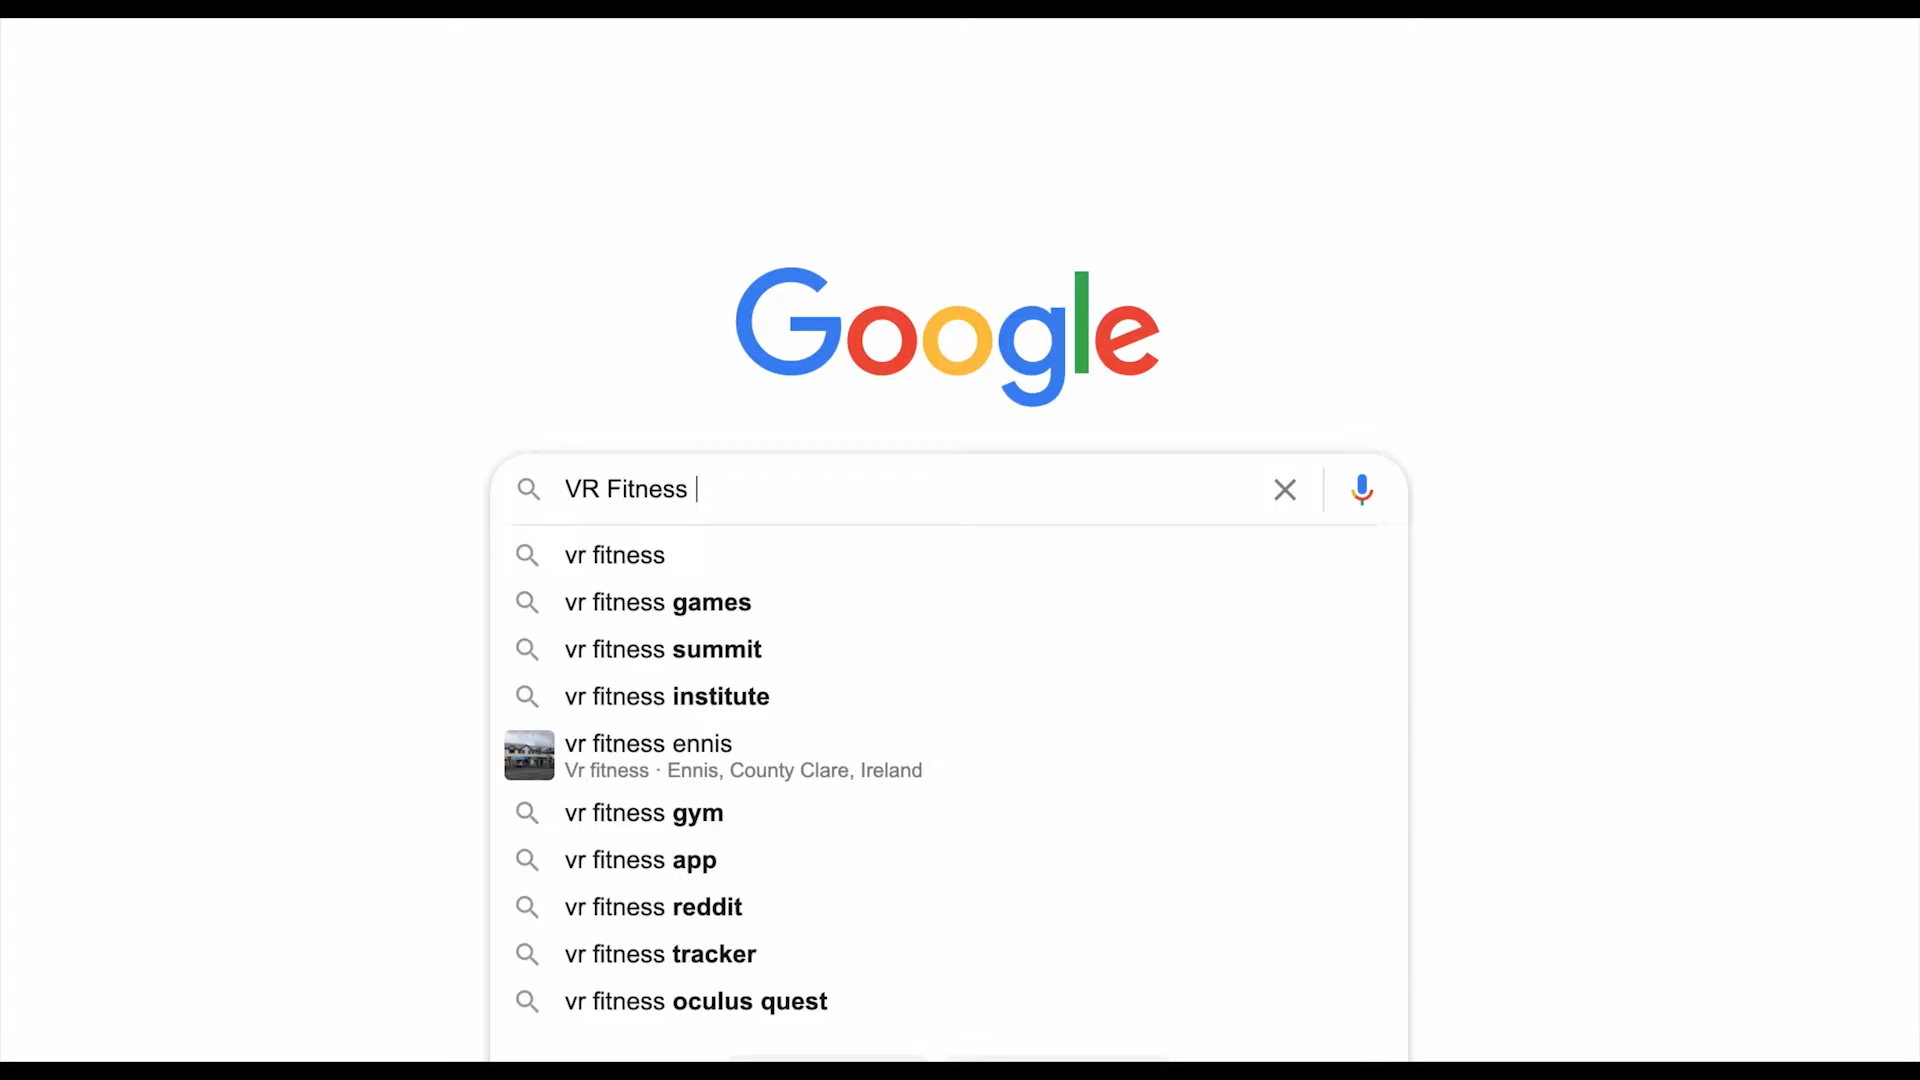 Google
VR Fitness
vr fitness
vr fitness games
vr fitness summit
vr fitness institute
vr fitness ennis
Vr fitness · Ennis, County Clare, Ireland
vr fitness gym
vr fitness app
vr fitness reddit
vr fitness tracker
vr fitness oculus quest